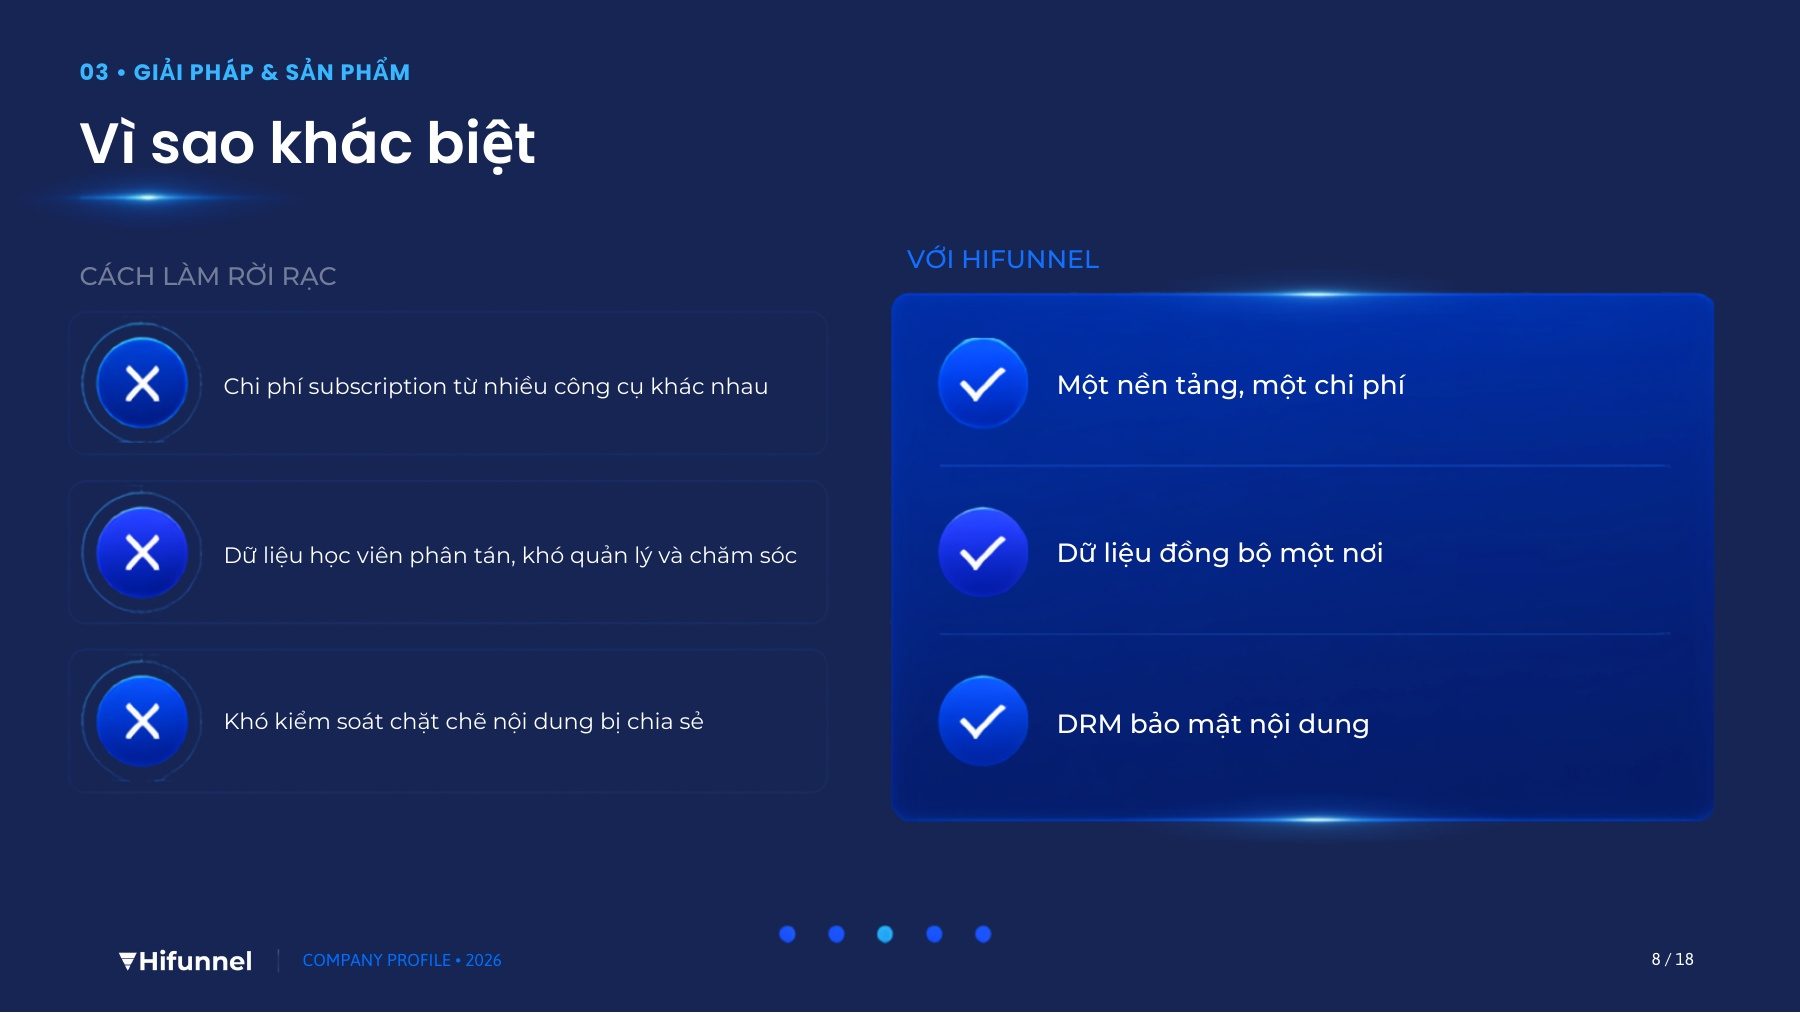 03 • GIẢI PHÁP & SẢN PHẨM
Vì sao khác biệt
CÁCH LÀM RỜI RẠC
Chi phí subscription từ nhiều công cụ khác nhau
Dữ liệu học viên phân tán, khó quản lý và chăm sóc
Khó kiểm soát chặt chẽ nội dung bị chia sẻ
VỚI HIFUNNEL
Một nền tảng, một chi phí
Dữ liệu đồng bộ một nơi
DRM bảo mật nội dung
Hifunnel
COMPANY PROFILE • 2026
8 / 18